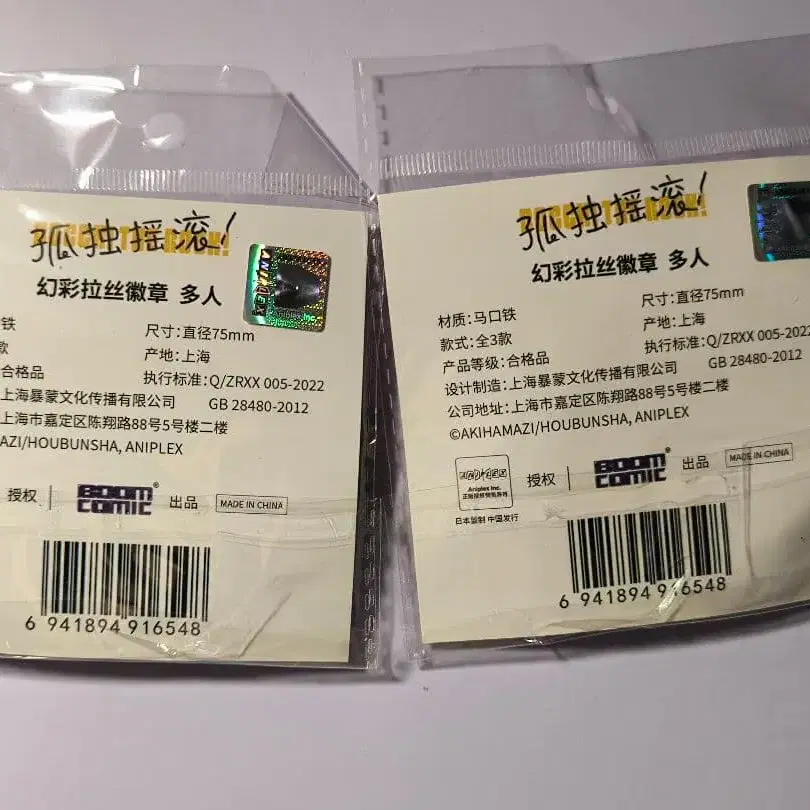 孤独摇滚!
幻彩拉丝徽章 多人
ANIPLEX
Aniplex Inc.
铁
尺寸:直径75mm
款
产地:上海
合格品
执行标准:Q/ZRXX 005-2022
上海暴蒙文化传播有限公司 GB 28480-2012
上海市嘉定区陈翔路88号5号楼二楼
MAZI/HOUBUNSHA, ANIPLEX
授权
BOOM COMIC®
出品
MADE IN CHINA
6 941894 916548
孤独摇滚!
幻彩拉丝徽章 多人
材质:马口铁
尺寸:直径75mm
款式:全3款
产地:上海
产品等级:合格品
执行标准:Q/ZRXX 005-2022
设计制造:上海暴蒙文化传播有限公司 GB 28480-2012
公司地址:上海市嘉定区陈翔路88号5号楼二楼
©AKIHAMAZI/HOUBUNSHA, ANIPLEX
ANIPLEX
Aniplex Inc.
日本监制 中国发行
授权
BOOM COMIC®
出品
MADE IN CHINA
6 941894 916548